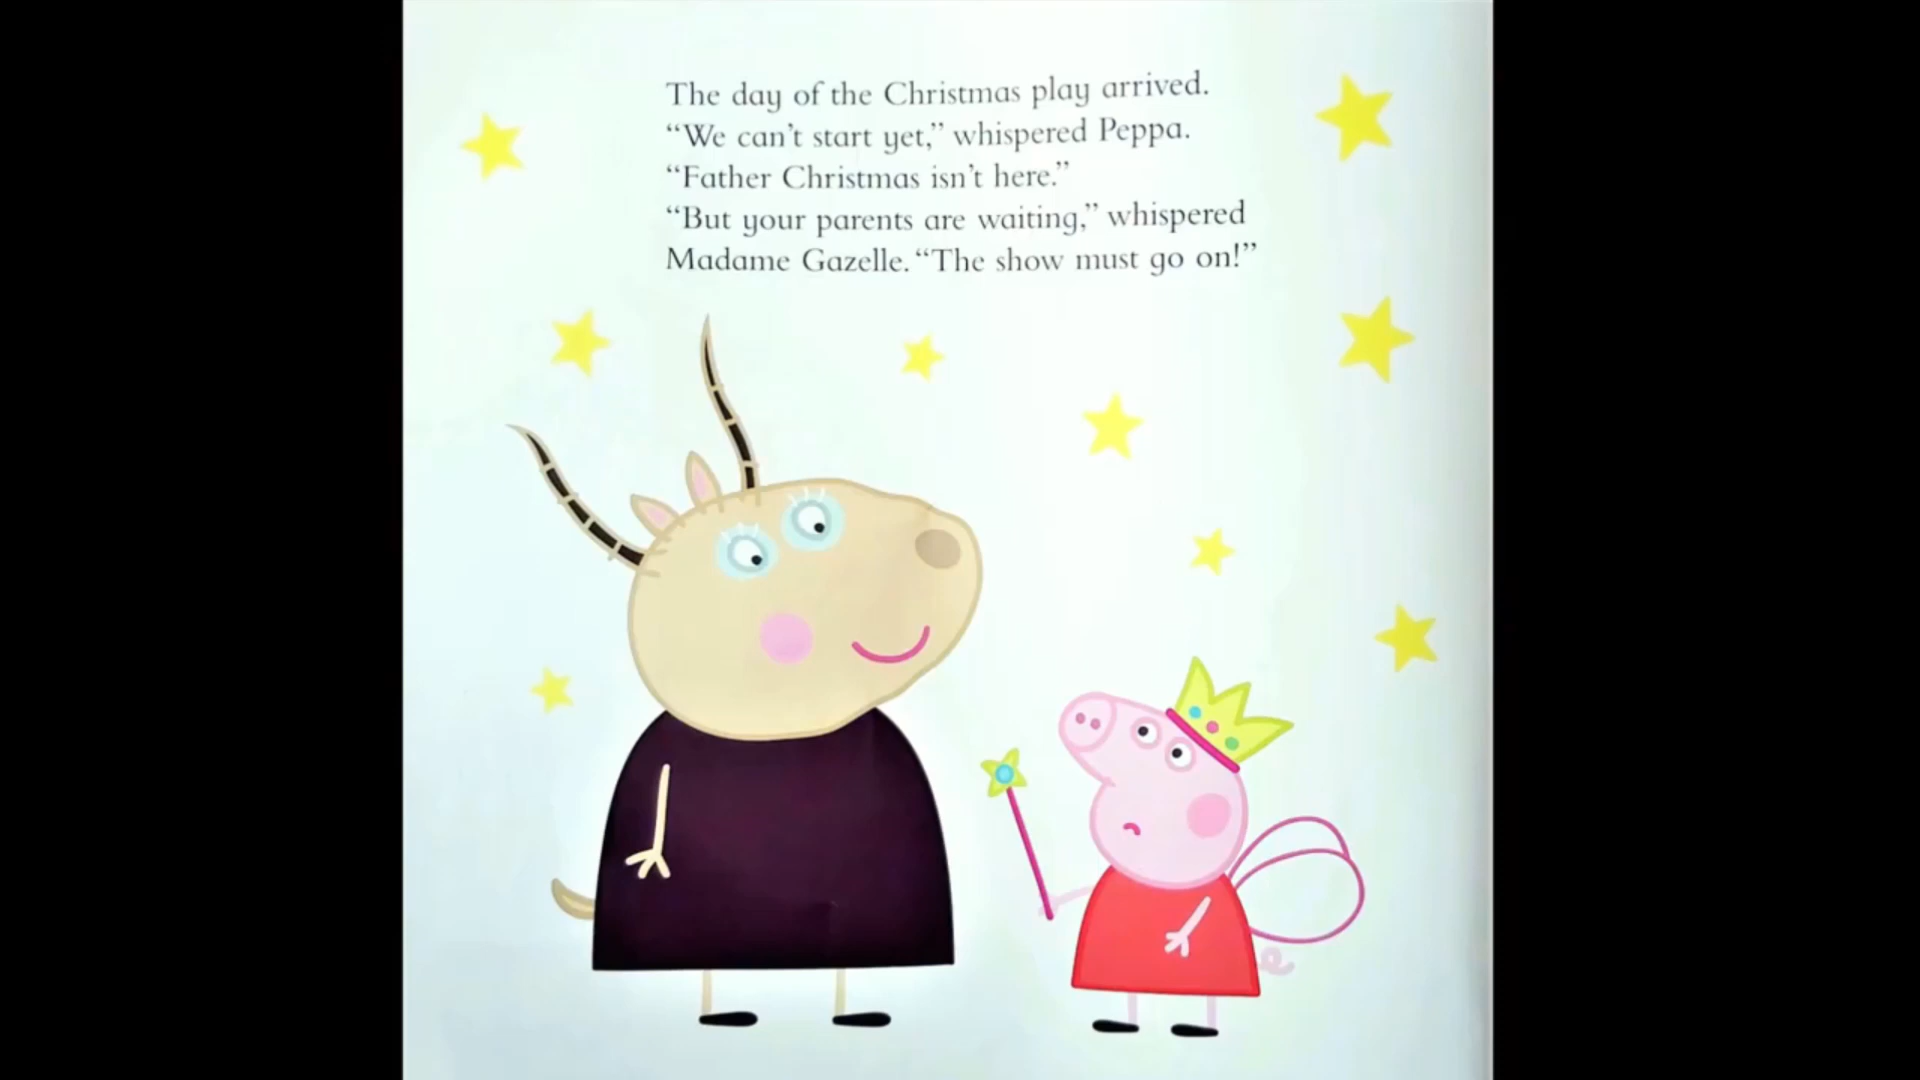 The day of the Christmas play arrived.
“We can’t start yet,” whispered Peppa.
“Father Christmas isn’t here.”
“But your parents are waiting,” whispered
Madame Gazelle. “The show must go on!”